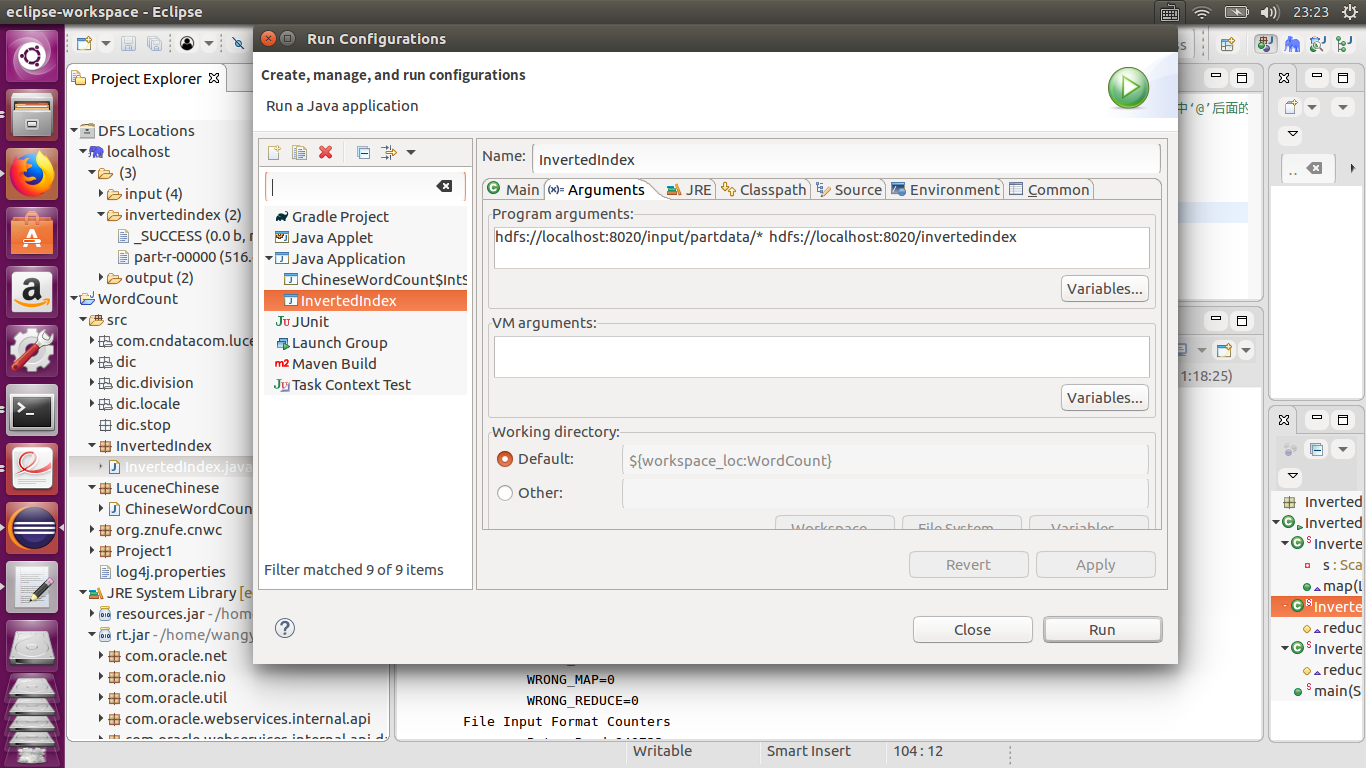 eclipse-workspace - Eclipse
23:23
Run Configurations
Create, manage, and run configurations
Run a Java application
Project Explorer
中‘@’后面的
DFS Locations
localhost
(3)
input (4)
invertedindex (2)
_SUCCESS (0.0 b,
part-r-00000 (516.
output (2)
WordCount
src
com.cndatacom.luce
dic
dic.division
dic.locale
dic.stop
InvertedIndex
InvertedIndex.java
LuceneChinese
ChineseWordCoun
org.znufe.cnwc
Project1
log4j.properties
JRE System Library [e
resources.jar - /hom
rt.jar - /home/wangy
com.oracle.net
com.oracle.nio
com.oracle.util
com.oracle.webservices.internal.api
com.oracle.webservices.internal.api.d
Gradle Project
Java Applet
Java Application
ChineseWordCount$IntS
InvertedIndex
JUnit
Launch Group
Maven Build
Task Context Test
Filter matched 9 of 9 items
Name: InvertedIndex
Main (x)= Arguments JRE Classpath Source Environment Common
Program arguments:
hdfs://localhost:8020/input/partdata/* hdfs://localhost:8020/invertedindex
Variables...
VM arguments:
Variables...
Working directory:
Default: ${workspace_loc:WordCount}
Other:
Workspace... File System... Variables...
Revert Apply
Close Run
1:18:25)
WRONG_MAP=0
WRONG_REDUCE=0
File Input Format Counters
Writable Smart Insert 104 : 12
Inverted
Inverted
Inverte
s : Sca
map(L
Inverte
reduc
Inverte
reduc
main(S